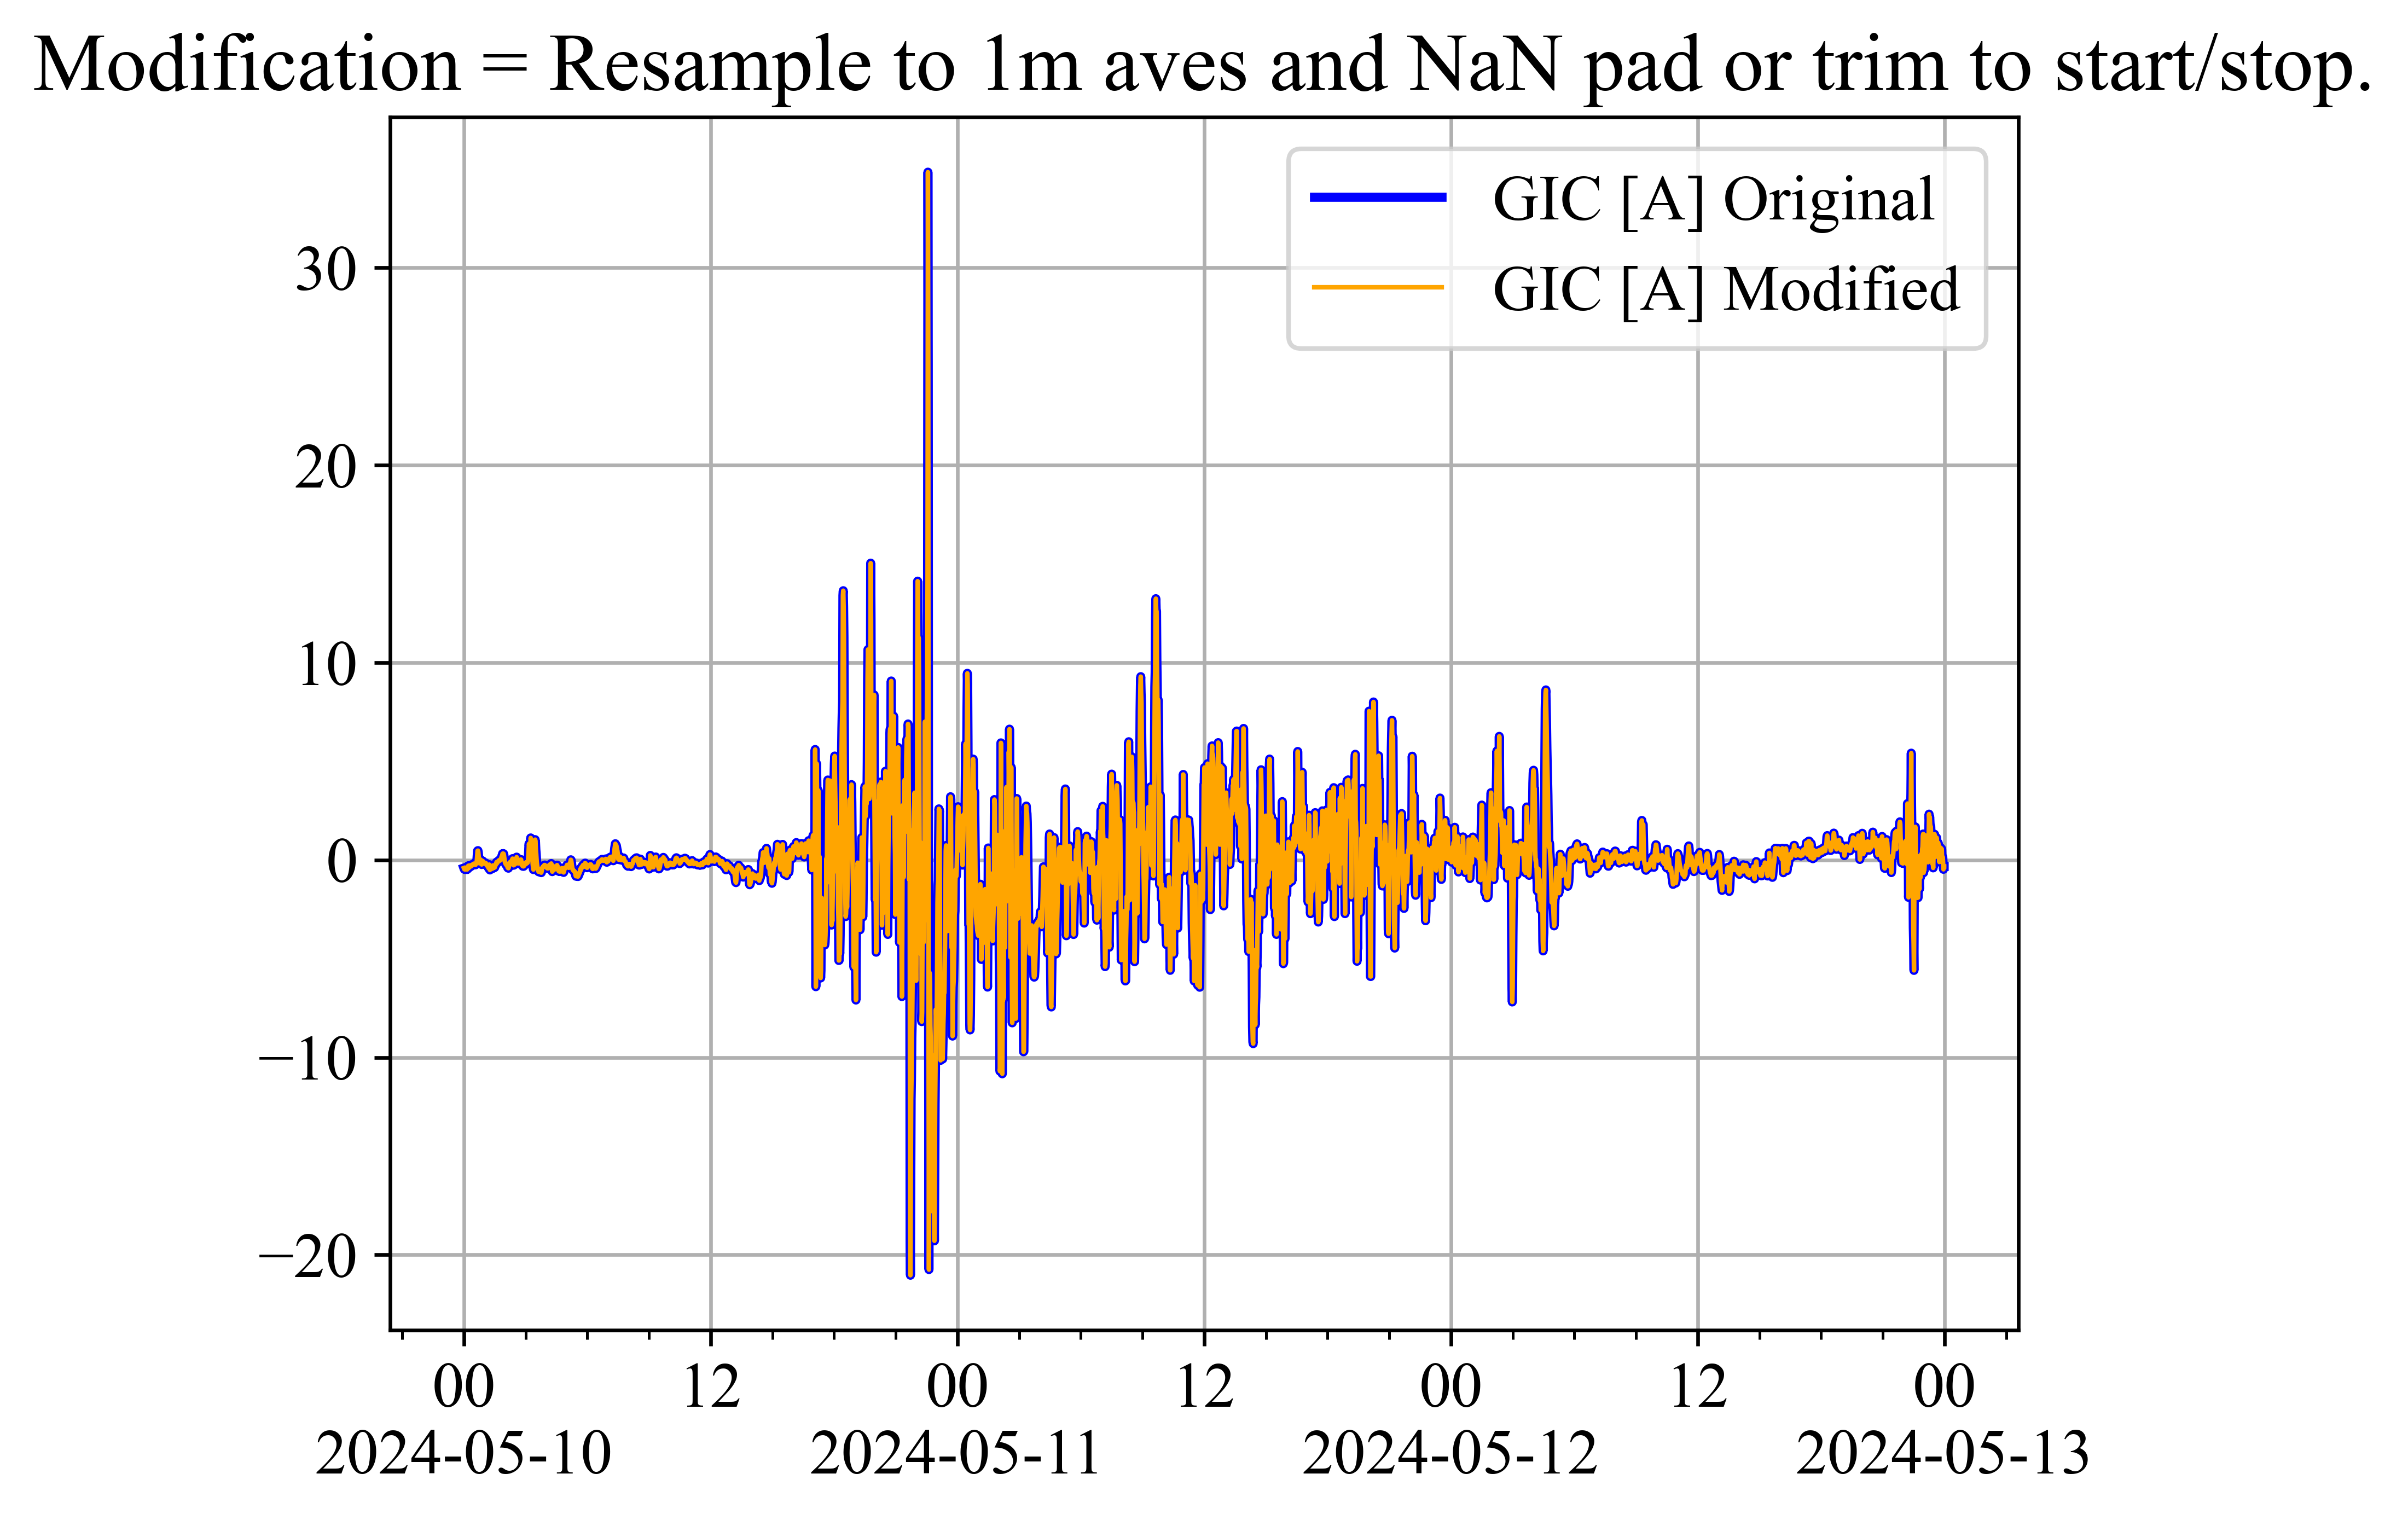 Modification = Resample to 1m aves and NaN pad or trim to start/stop.
GIC [A] Original
GIC [A] Modified
30
20
10
0
−10
−20
00 12 00 12 00 12 00
2024-05-10 2024-05-11 2024-05-12 2024-05-13